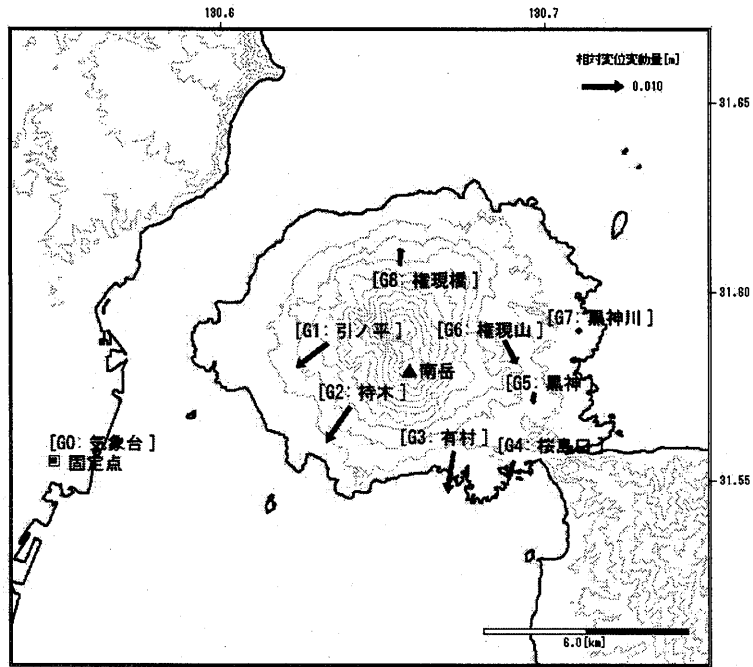 130.6
130.7
相対変位変動量[m]
0.010
31.65
[G8: 権現橋 ]
31.60
[G7: 黒神川 ]
[G1: 引ノ平 ]
[G6: 権現山 ]
南岳
[G5: 黒神 ]
[G2: 待木 ]
[G3: 有村 ]
[G4: 桜島口 ]
[G0: 気象台 ]
固定点
31.55
6.0[km]